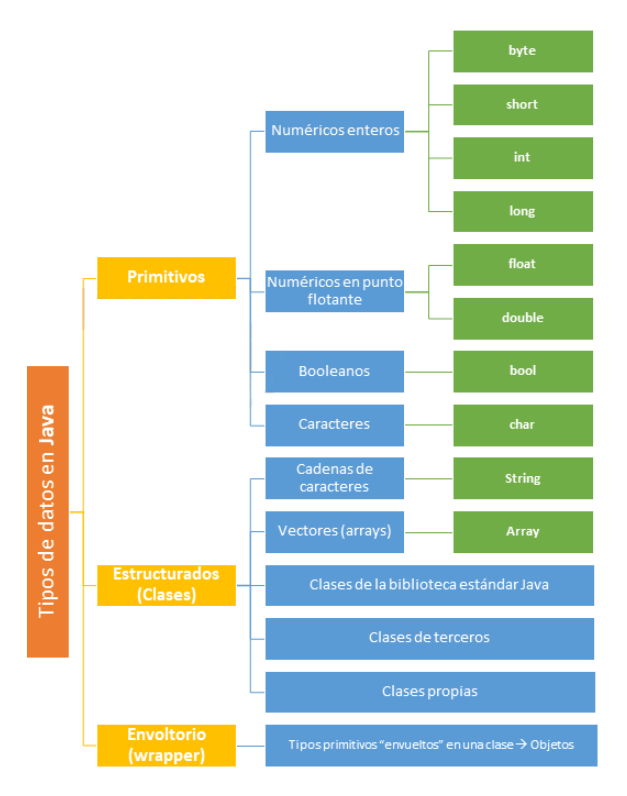 Tipos de datos en Java
Primitivos
Numéricos enteros
byte
short
int
long
Numéricos en punto
flotante
float
double
Booleanos
bool
Caracteres
char
Estructurados
(Clases)
Cadenas de
caracteres
String
Vectores (arrays)
Array
Clases de la biblioteca estándar Java
Clases de terceros
Clases propias
Envoltorio
(wrapper)
Tipos primitivos “envueltos” en una clase → Objetos